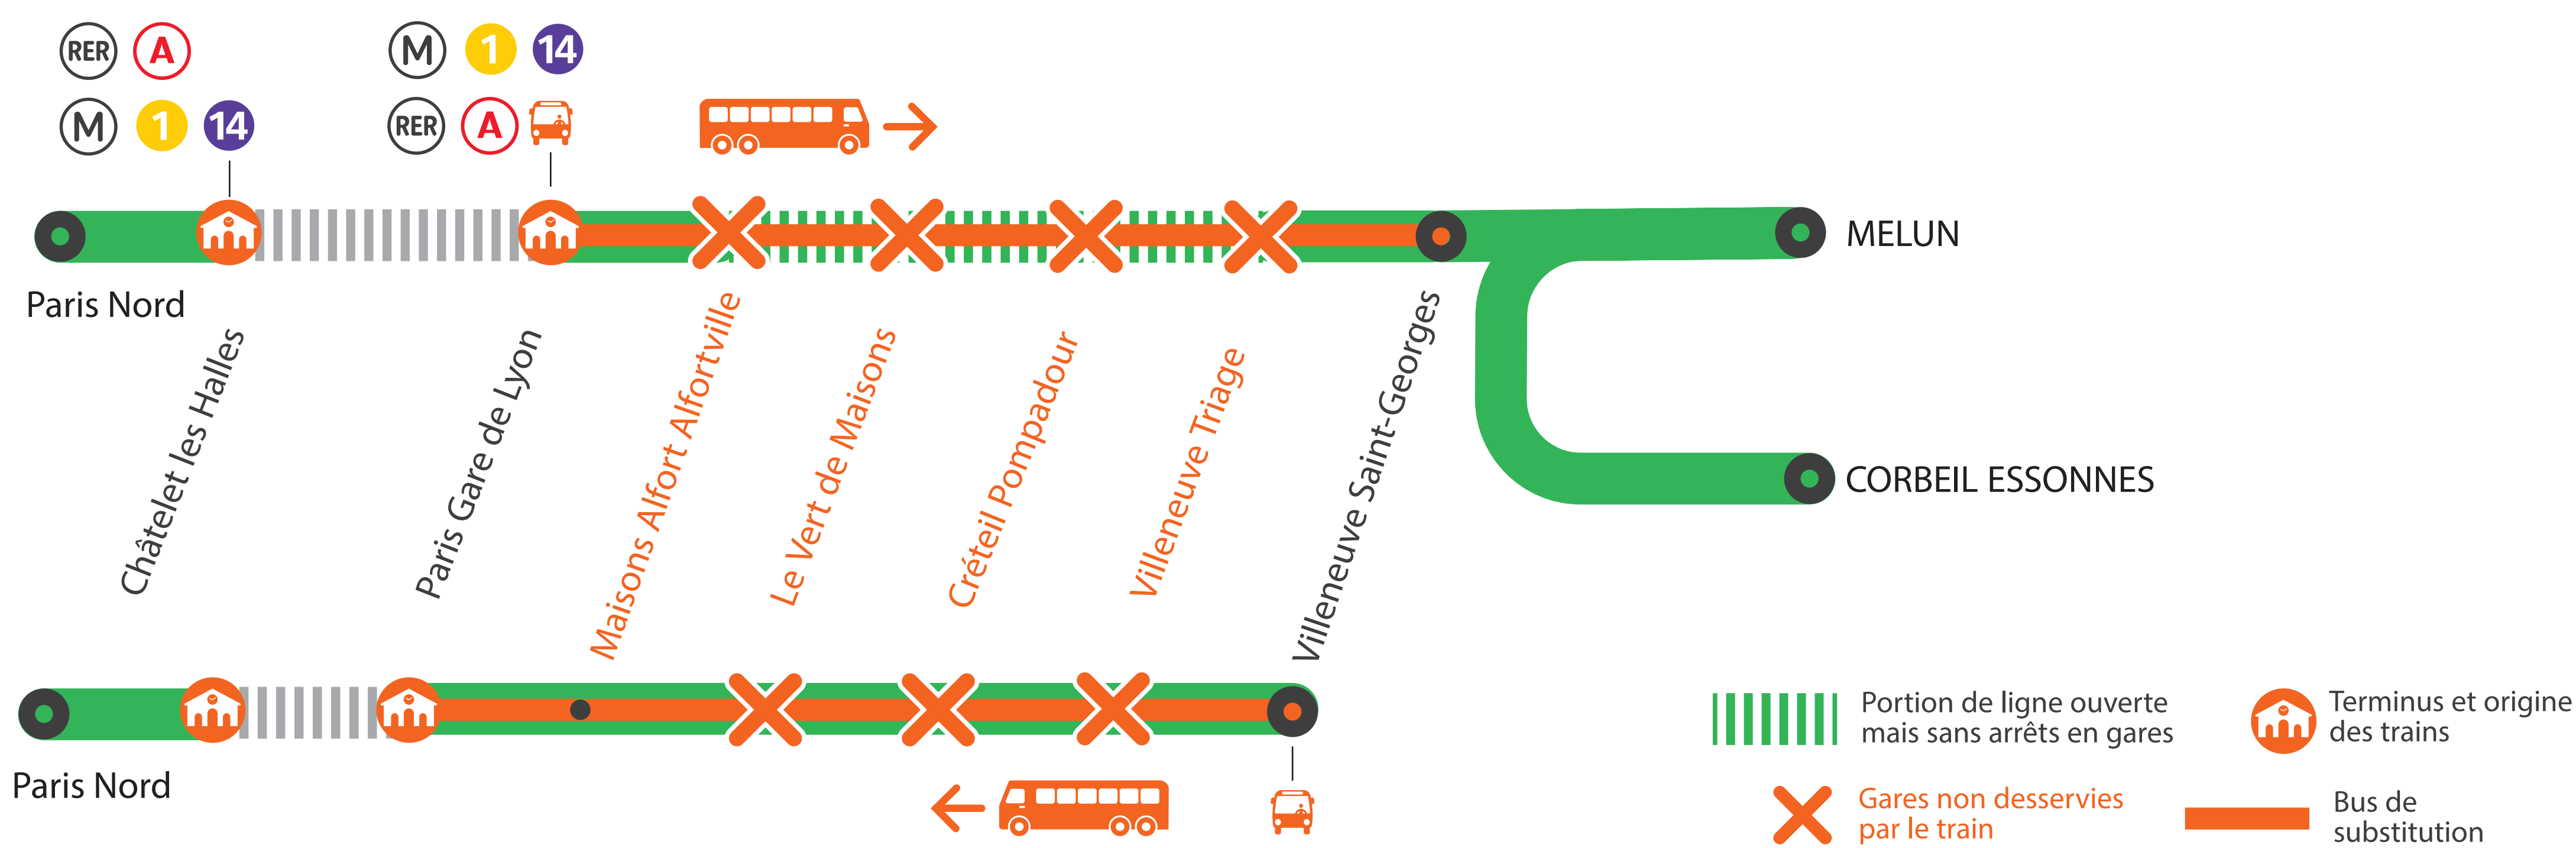 RER A
M 1 14
M 1 14
RER A
Paris Nord
Châtelet les Halles
Paris Gare de Lyon
Maisons Alfort Alfortville
Le Vert de Maisons
Créteil Pompadour
Villeneuve Triage
Villeneuve Saint-Georges
MELUN
CORBEIL ESSONNES
Paris Nord
Portion de ligne ouverte
mais sans arrêts en gares
Terminus et origine
des trains
Gares non desservies
par le train
Bus de
substitution